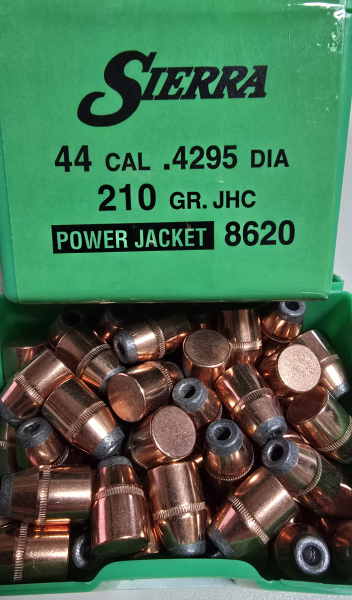 SIERRA
44 CAL .4295 DIA
210 GR. JHC
POWER JACKET 8620